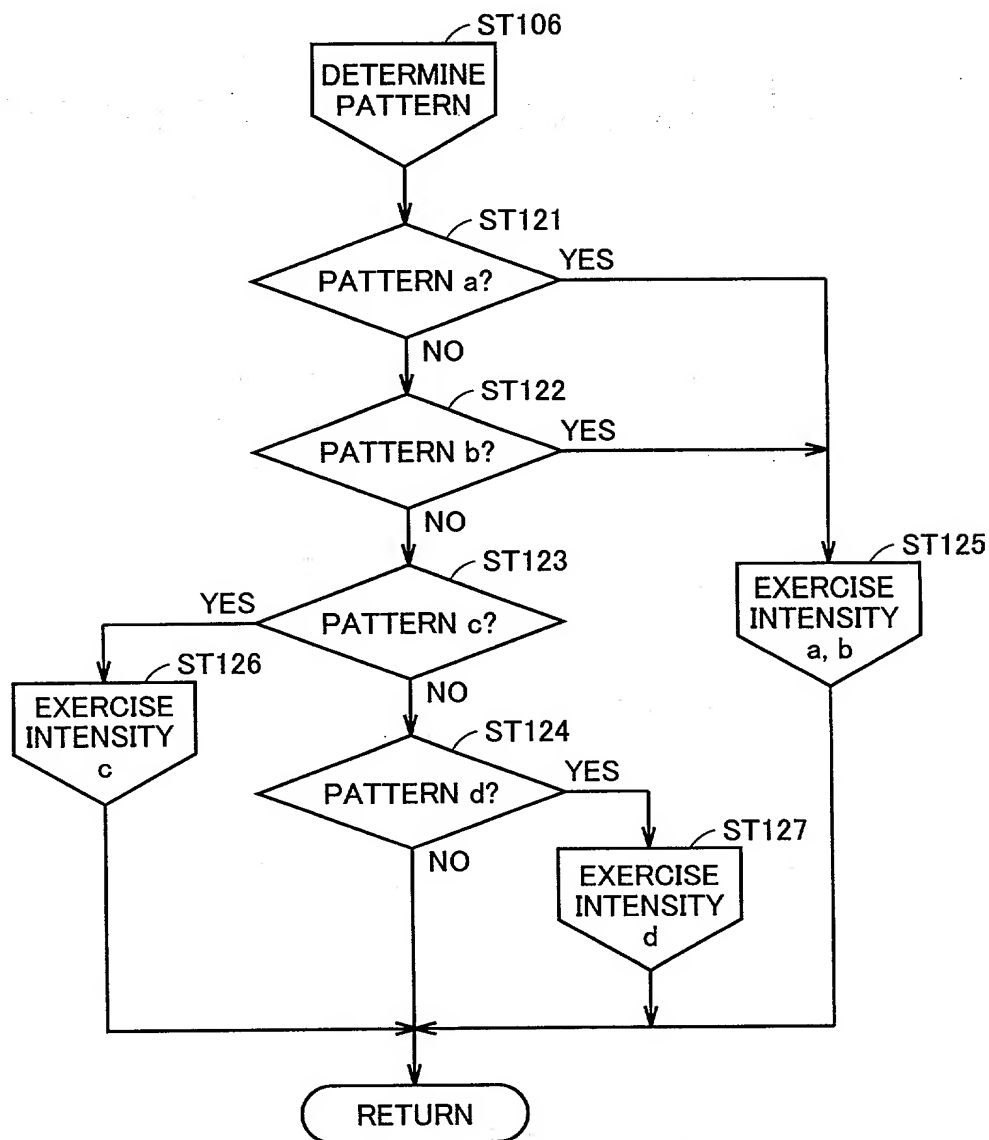 ST106
DETERMINE
PATTERN
ST121
PATTERN a?
YES
NO
ST122
PATTERN b?
YES
NO
ST123
YES
PATTERN c?
NO
ST125
EXERCISE
INTENSITY
a, b
ST126
EXERCISE
INTENSITY
c
ST124
PATTERN d?
YES
NO
ST127
EXERCISE
INTENSITY
d
RETURN